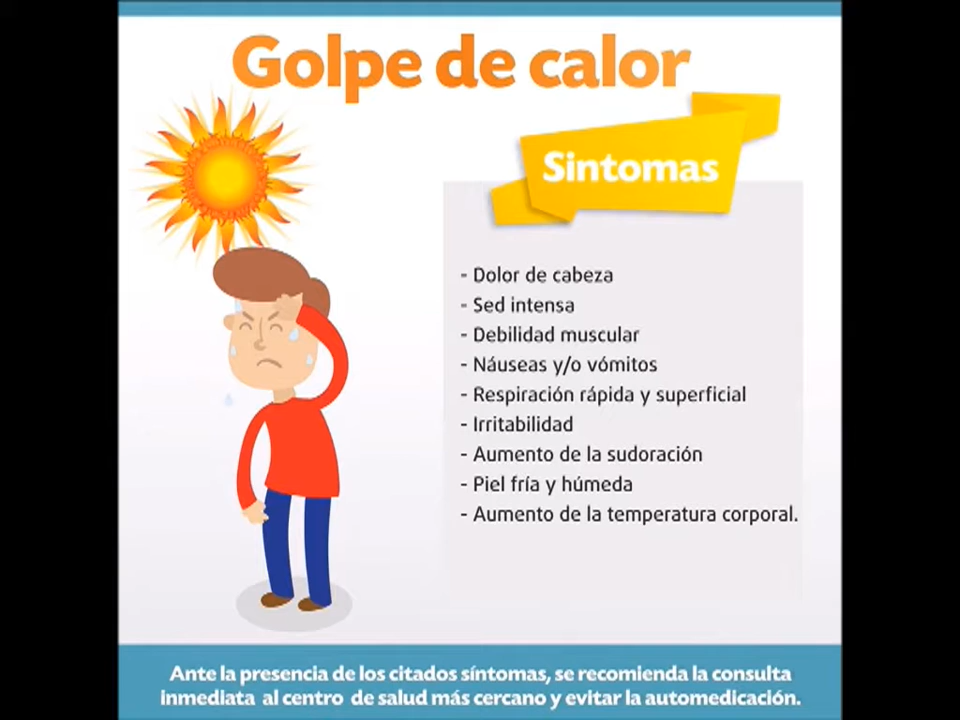 Golpe de calor
Sintomas
- Dolor de cabeza
- Sed intensa
- Debilidad muscular
- Náuseas y/o vómitos
- Respiración rápida y superficial
- Irritabilidad
- Aumento de la sudoración
- Piel fría y húmeda
- Aumento de la temperatura corporal.
Ante la presencia de los citados síntomas, se recomienda la consulta
inmediata al centro de salud más cercano y evitar la automedicación.